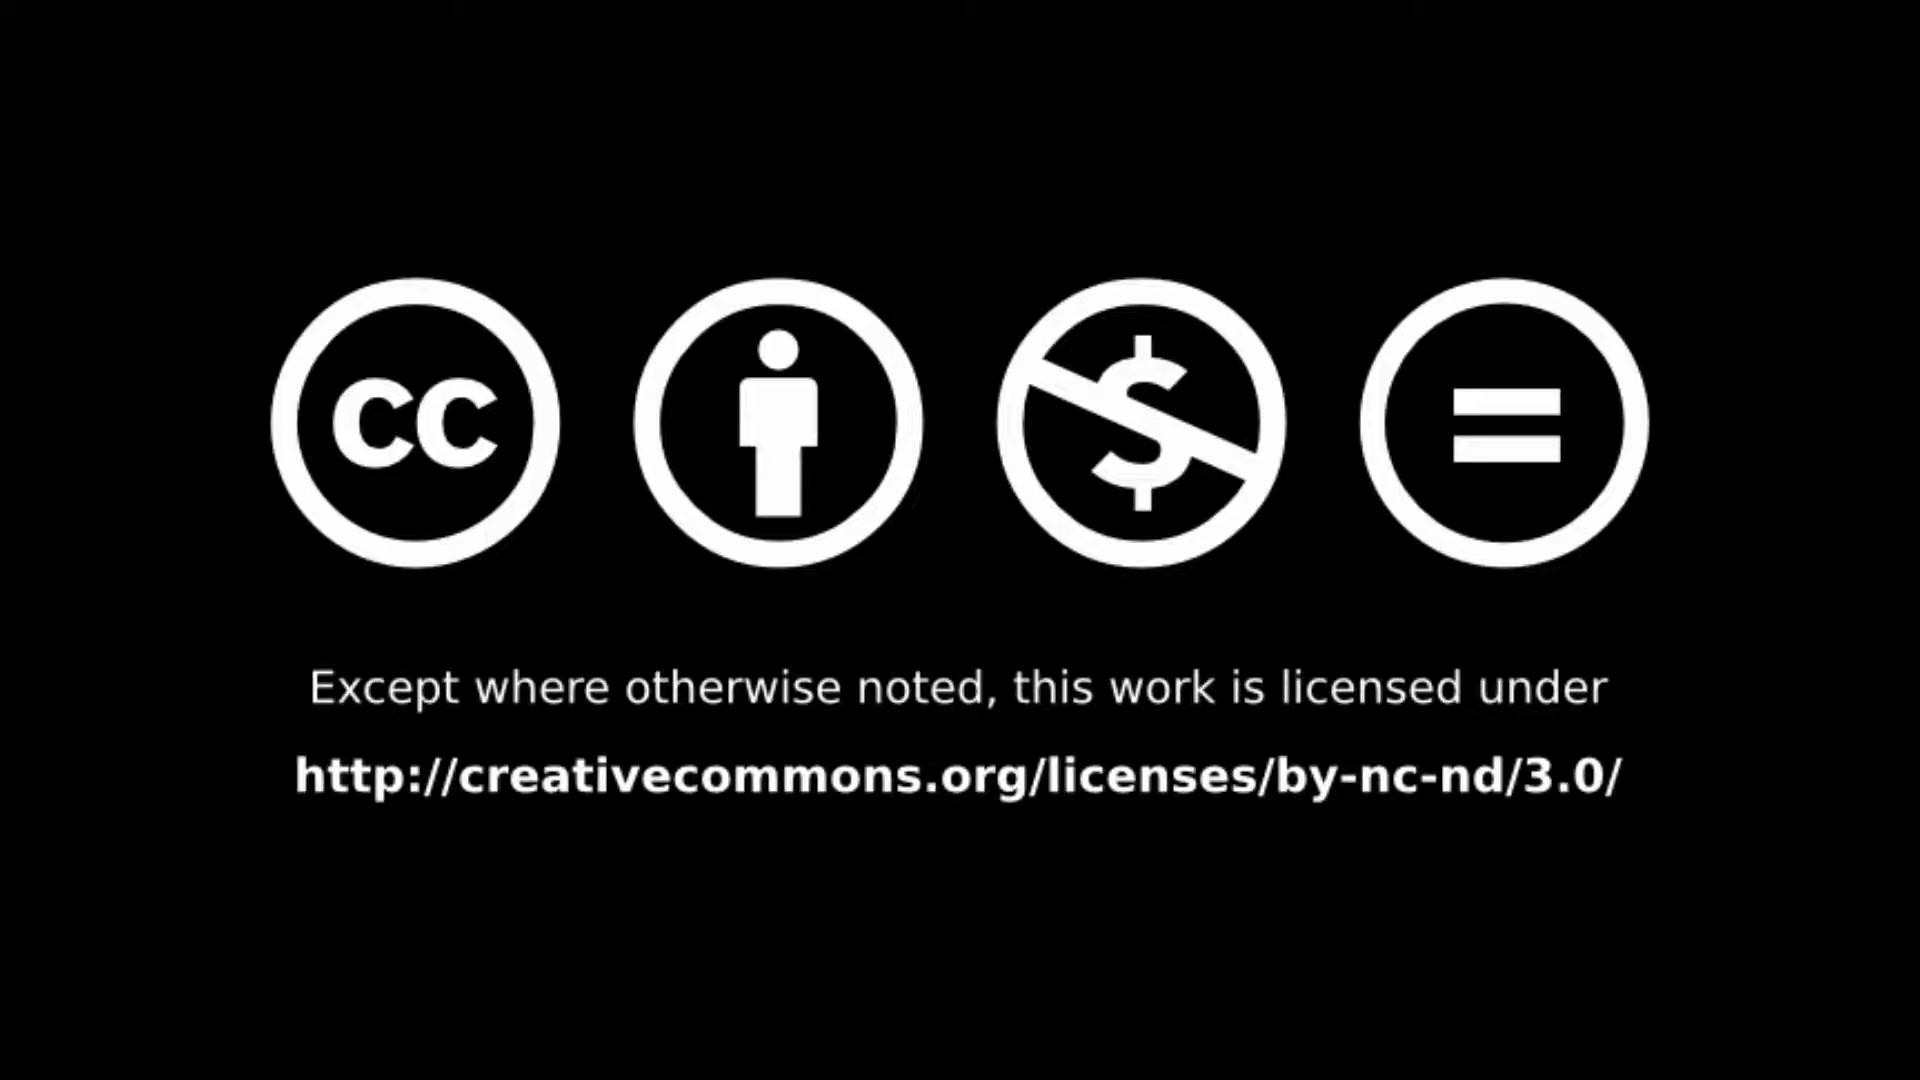 cc
$
=
Except where otherwise noted, this work is licensed under
http://creativecommons.org/licenses/by-nc-nd/3.0/